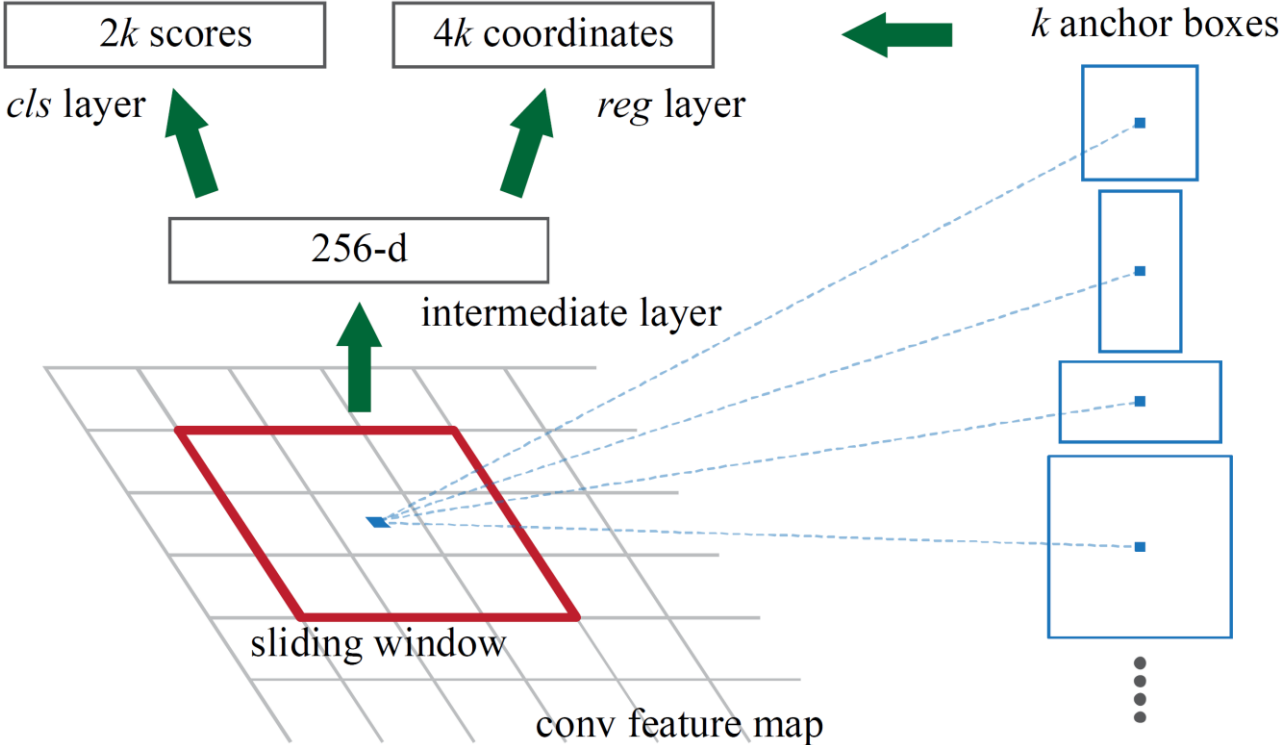 2k scores
4k coordinates
k anchor boxes
cls layer
reg layer
256-d
intermediate layer
sliding window
conv feature map